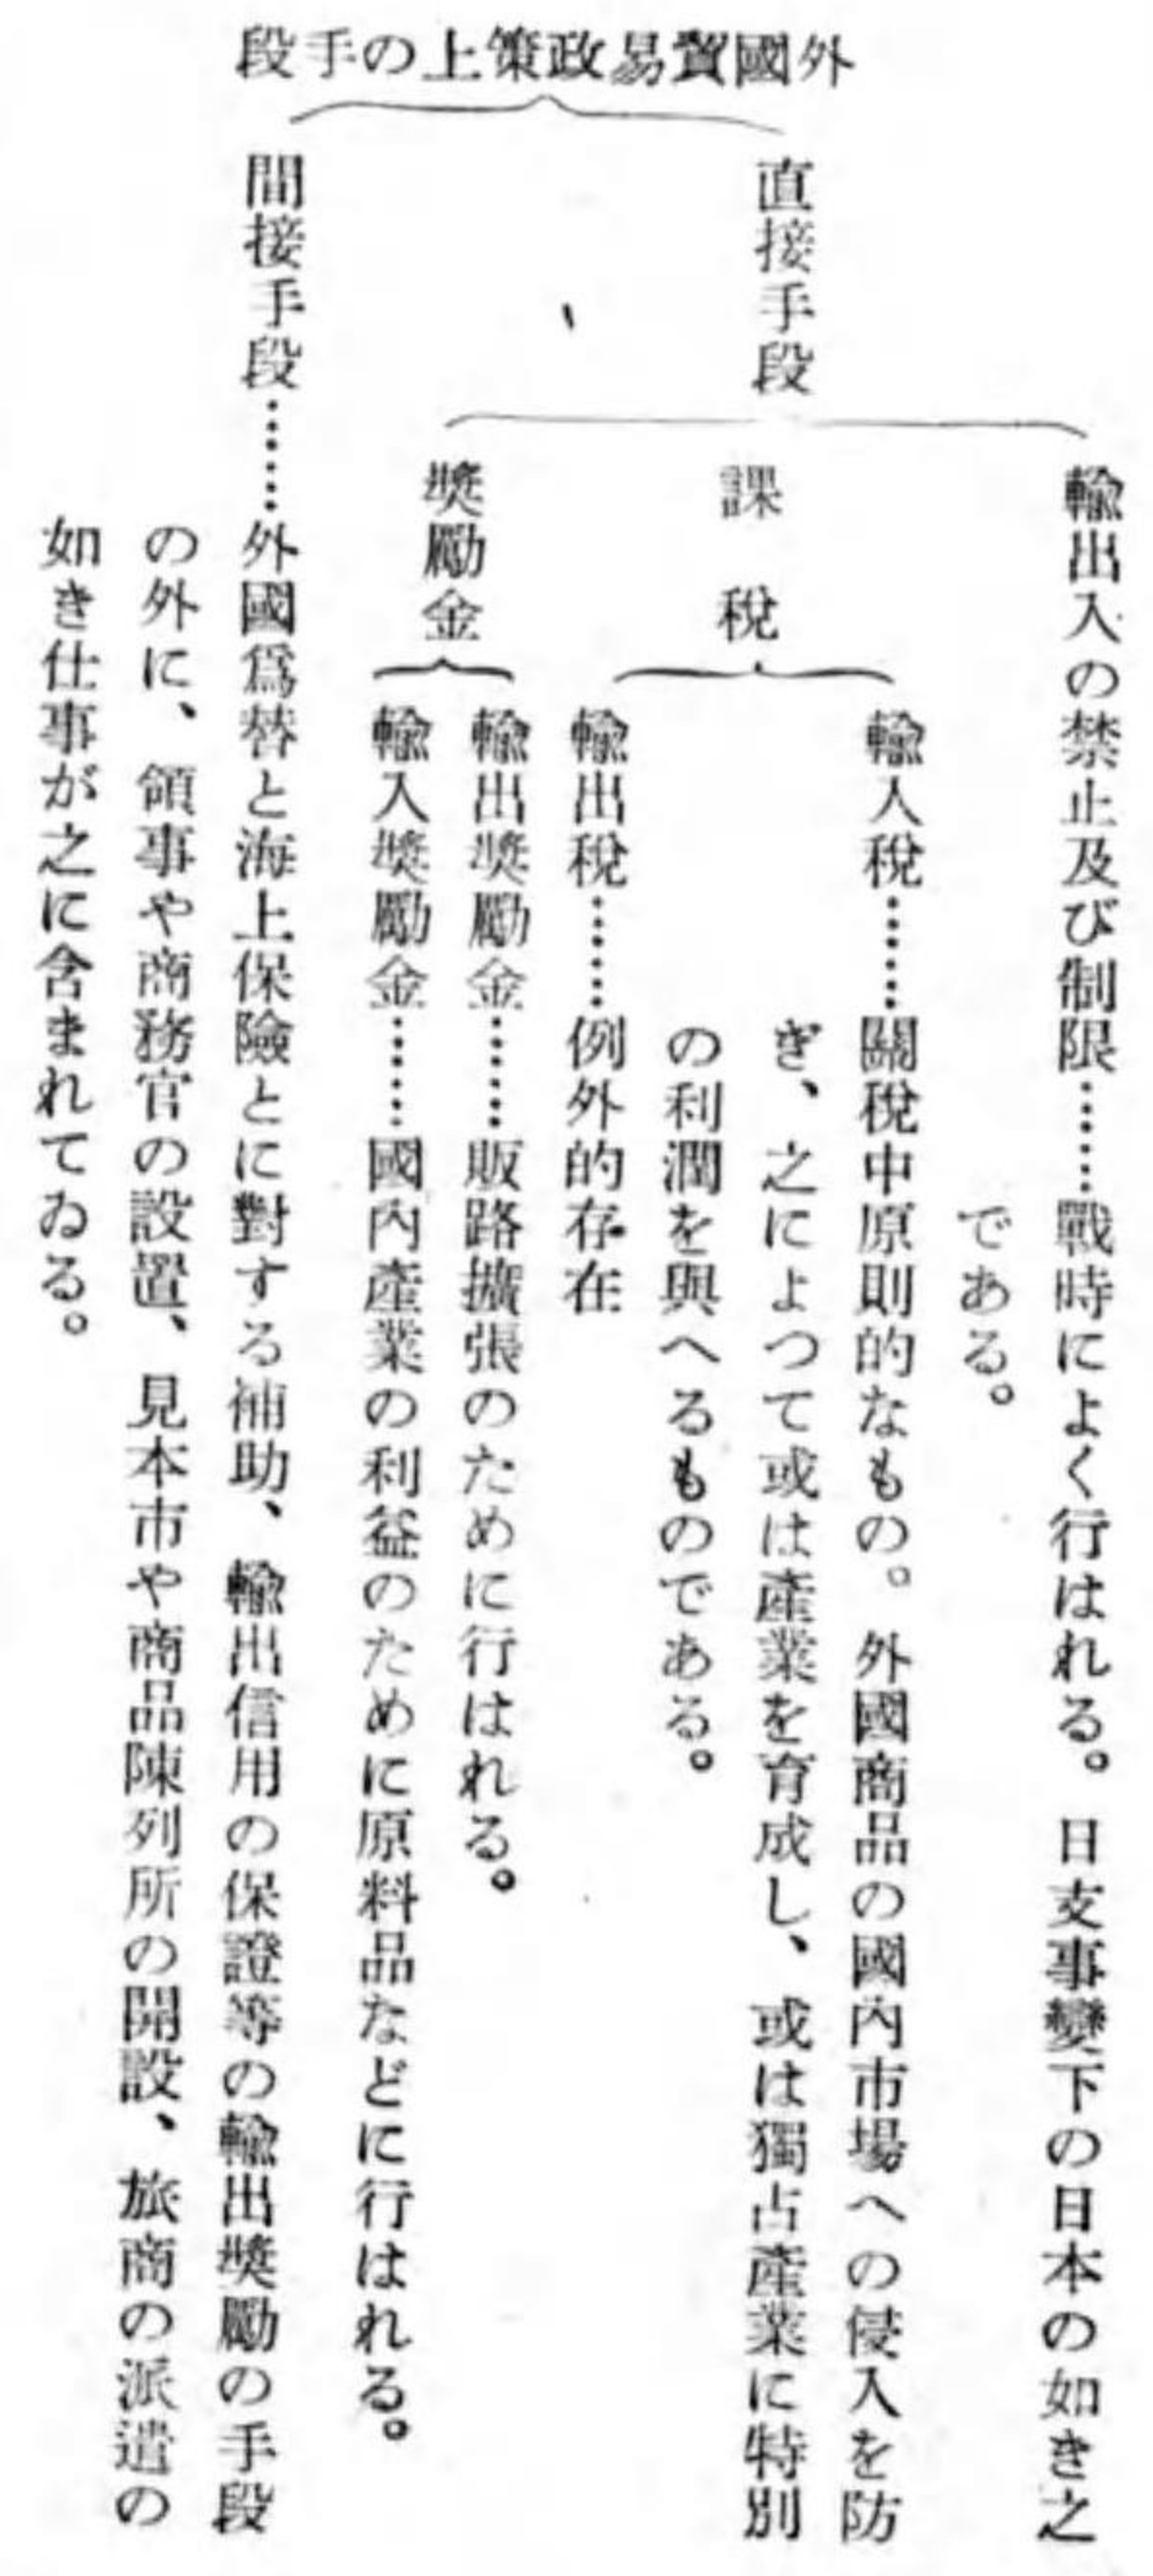 外國貿易政策上の手段
直接手段
輸出入の禁止及び制限……戰時によく行はれる。日支事變下の日本の如き之
である。
課稅
輸入稅……關稅中原則的なもの。外國商品の國內市場への侵入を防
ぎ、之によつて或は產業を育成し、或は獨占產業に特別
の利潤を與へるものである。
輸出稅……例外的存在
奬勵金
輸出奬勵金……販路擴張のために行はれる。
輸入奬勵金……國內產業の利益のために原料品などに行はれる。
間接手段……外國爲替と海上保險とに對する補助、輸出信用の保證等の輸出奬勵の手段
の外に、領事や商務官の設置、見本市や商品陳列所の開設、旅商の派遣の
如き仕事が之に含まれてゐる。